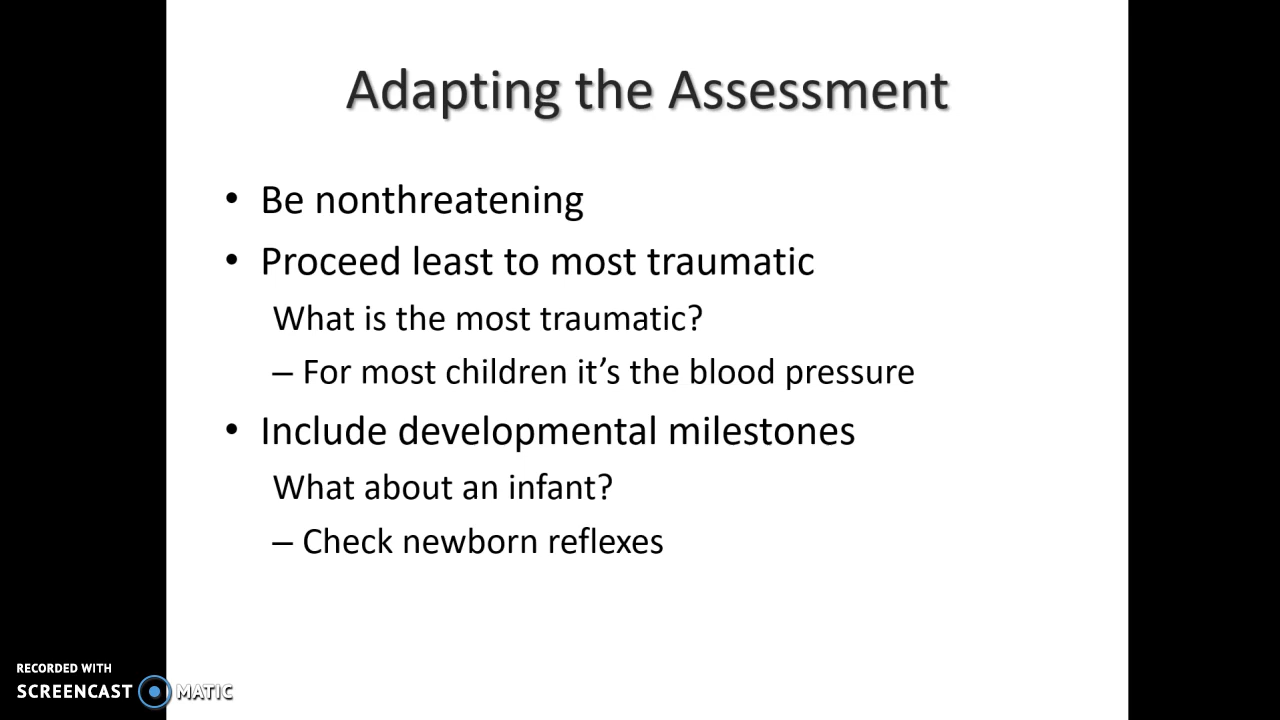 Adapting the Assessment
• Be nonthreatening
• Proceed least to most traumatic
What is the most traumatic?
– For most children it’s the blood pressure
• Include developmental milestones
What about an infant?
– Check newborn reflexes
RECORDED WITH
SCREENCAST MATIC